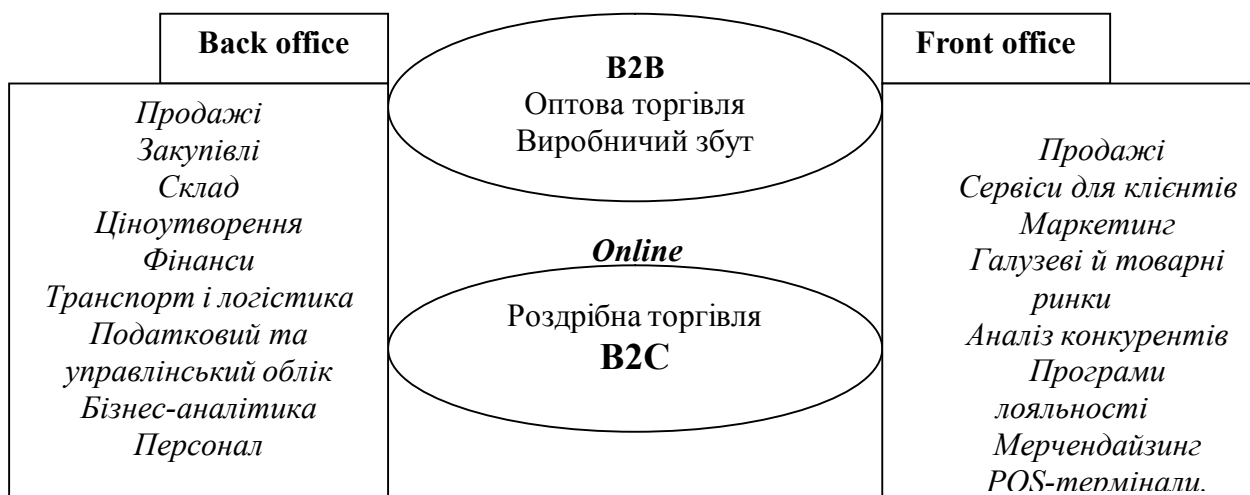 Back office
Продажі
Закупівлі
Склад
Ціноутворення
Фінанси
Транспорт і логістика
Податковий та
управлінський облік
Бізнес-аналітика
Персонал
B2B
Оптова торгівля
Виробничий збут
Online
Роздрібна торгівля
B2C
Front office
Продажі
Сервіси для клієнтів
Маркетинг
Галузеві й товарні
ринки
Аналіз конкурентів
Програми
лояльності
Мерчендайзинг
POS-термінали,